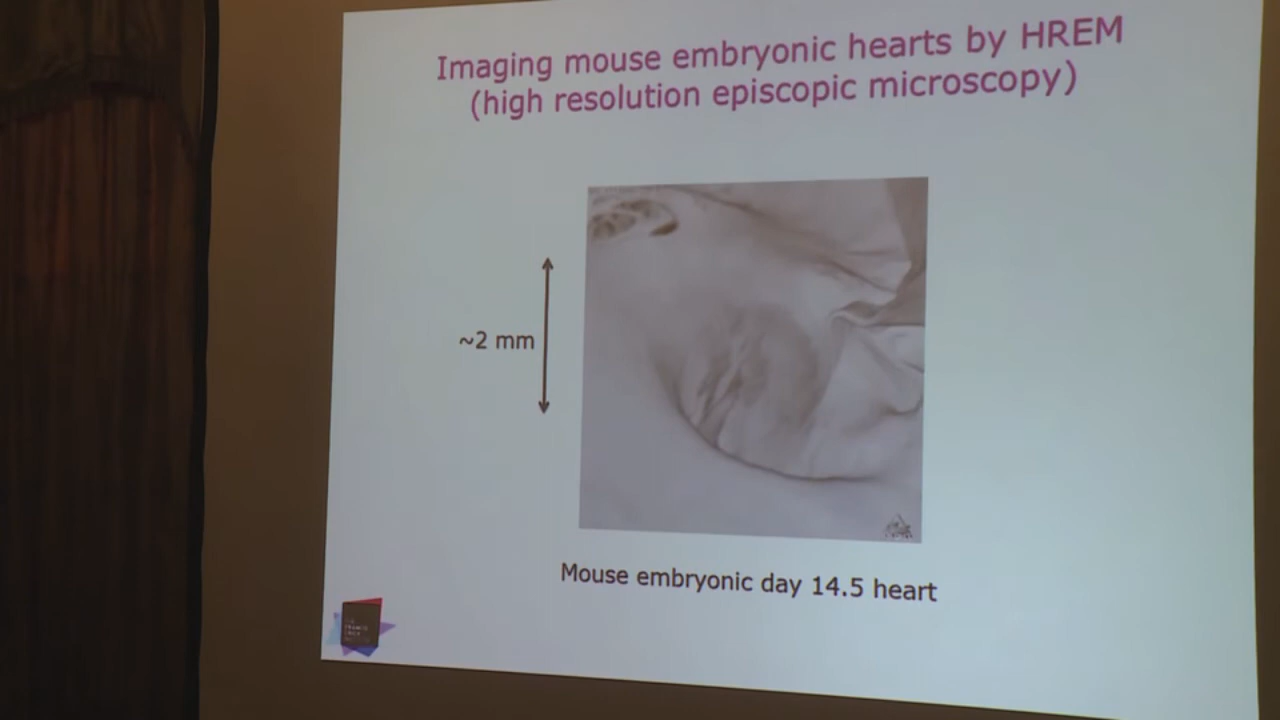 Imaging mouse embryonic hearts by HREM
(high resolution episcopic microscopy)
~2 mm
Mouse embryonic day 14.5 heart